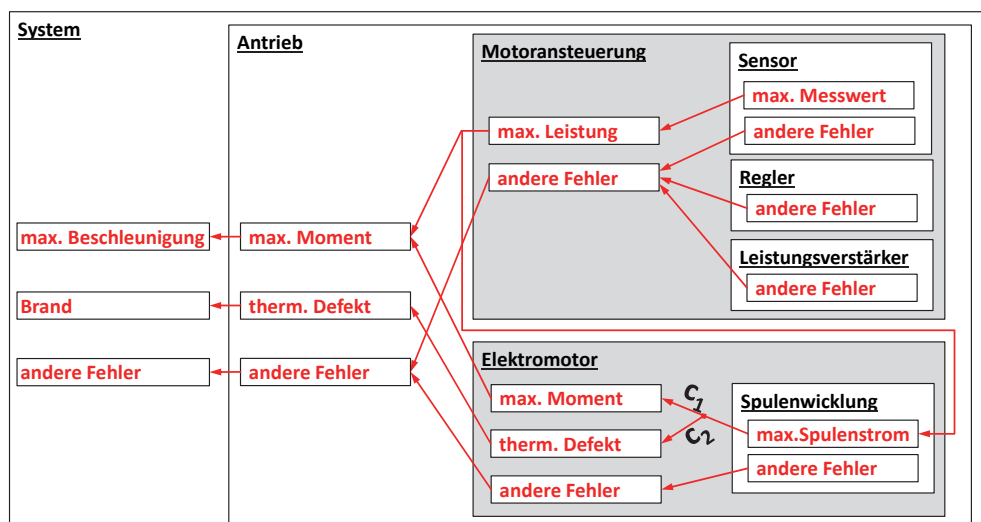 System
Antrieb
Motoransteuerung
Sensor
max. Messwert
max. Leistung
andere Fehler
andere Fehler
Regler
andere Fehler
max. Beschleunigung
max. Moment
Leistungsverstärker
andere Fehler
Brand
therm. Defekt
andere Fehler
andere Fehler
Elektromotor
max. Moment
C1
Spulenwicklung
max.Spulenstrom
therm. Defekt
C2
andere Fehler
andere Fehler